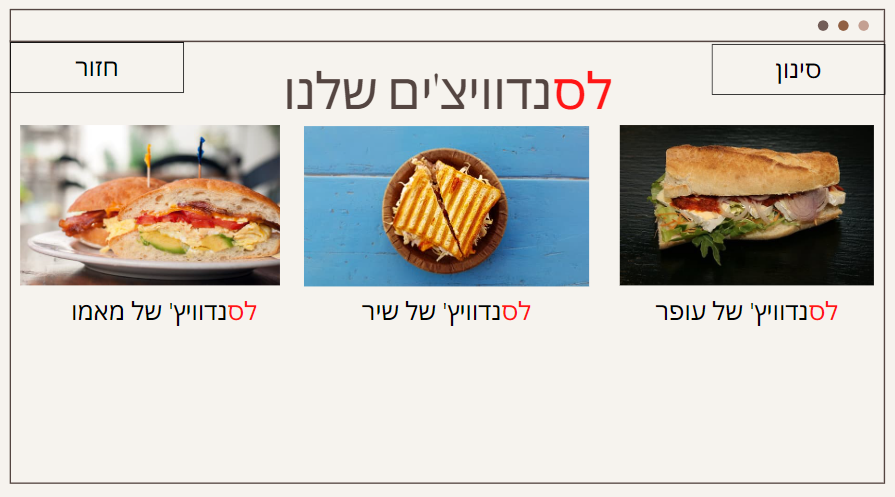 סינון
חזור
לסנדוויצ'ים שלנו
לסנדוויץ' של עופר
לסנדוויץ' של שיר
לסנדוויץ' של מאמו